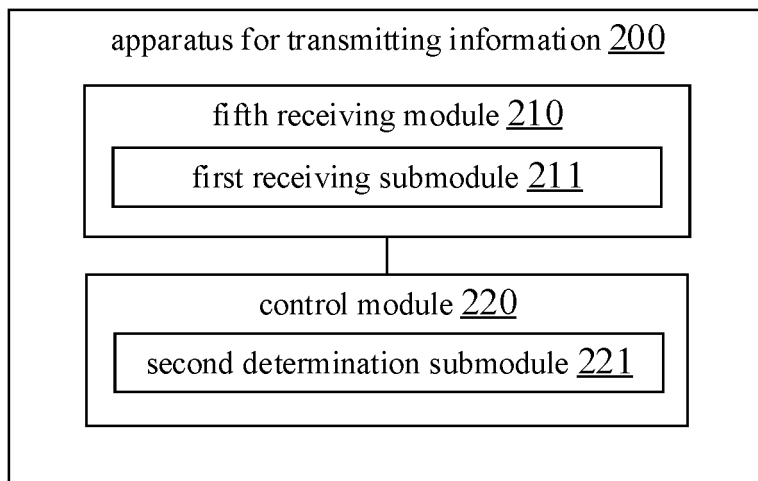 apparatus for transmitting information 200
fifth receiving module 210
first receiving submodule 211
control module 220
second determination submodule 221